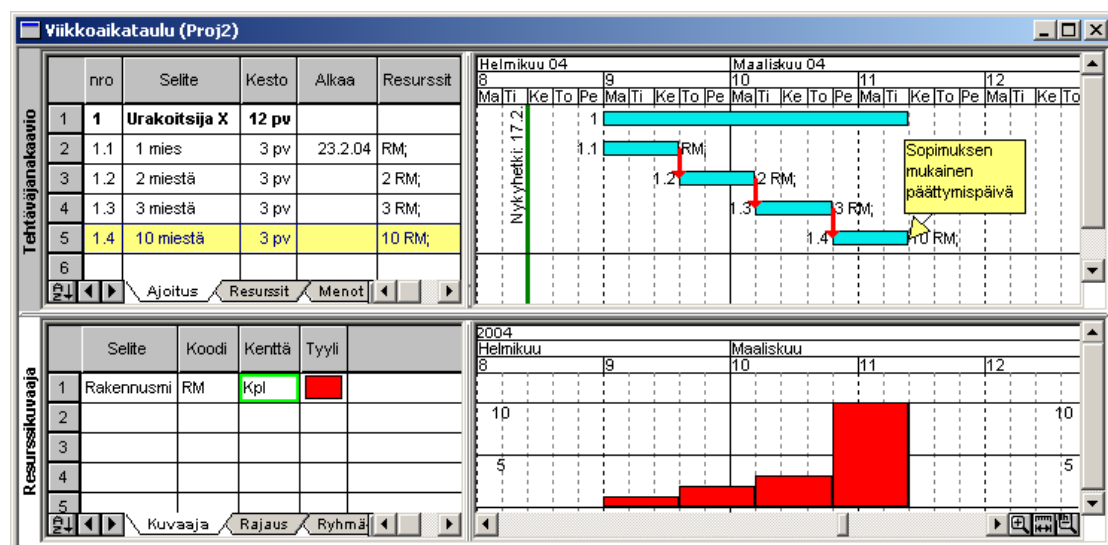 Viikkoaikataulu (Proj2)
Tehtäväjanakaavio
nro Selite Kesto Alkaa Resurssit
1 1 Urakoitsija X 12 pv
2 1.1 1 mies 3 pv 23.2.04 RM;
3 1.2 2 miestä 3 pv 2 RM;
4 1.3 3 miestä 3 pv 3 RM;
5 1.4 10 miestä 3 pv 10 RM;
6
Ajoitus Resurssit Menot
Helmikuu 04 Maaliskuu 04
8 9 10 11 12
Ma Ti Ke To Pe Ma Ti Ke To Pe Ma Ti Ke To Pe Ma Ti Ke To Pe Ma Ti Ke To
Nykyhetki: 17.2
1
1.1 RM;
1.2 2 RM;
1.3 3 RM;
1.4 10 RM;
Sopimuksen
mukainen
päättymispäivä
Resurssikuvaaja
Selite Koodi Kenttä Tyyli
1 Rakennusmi RM Kpl
2
3
4
5
Kuvaaja Rajaus Ryhmä
2004
Helmikuu Maaliskuu
8 9 10 11 12
10 10
5 5